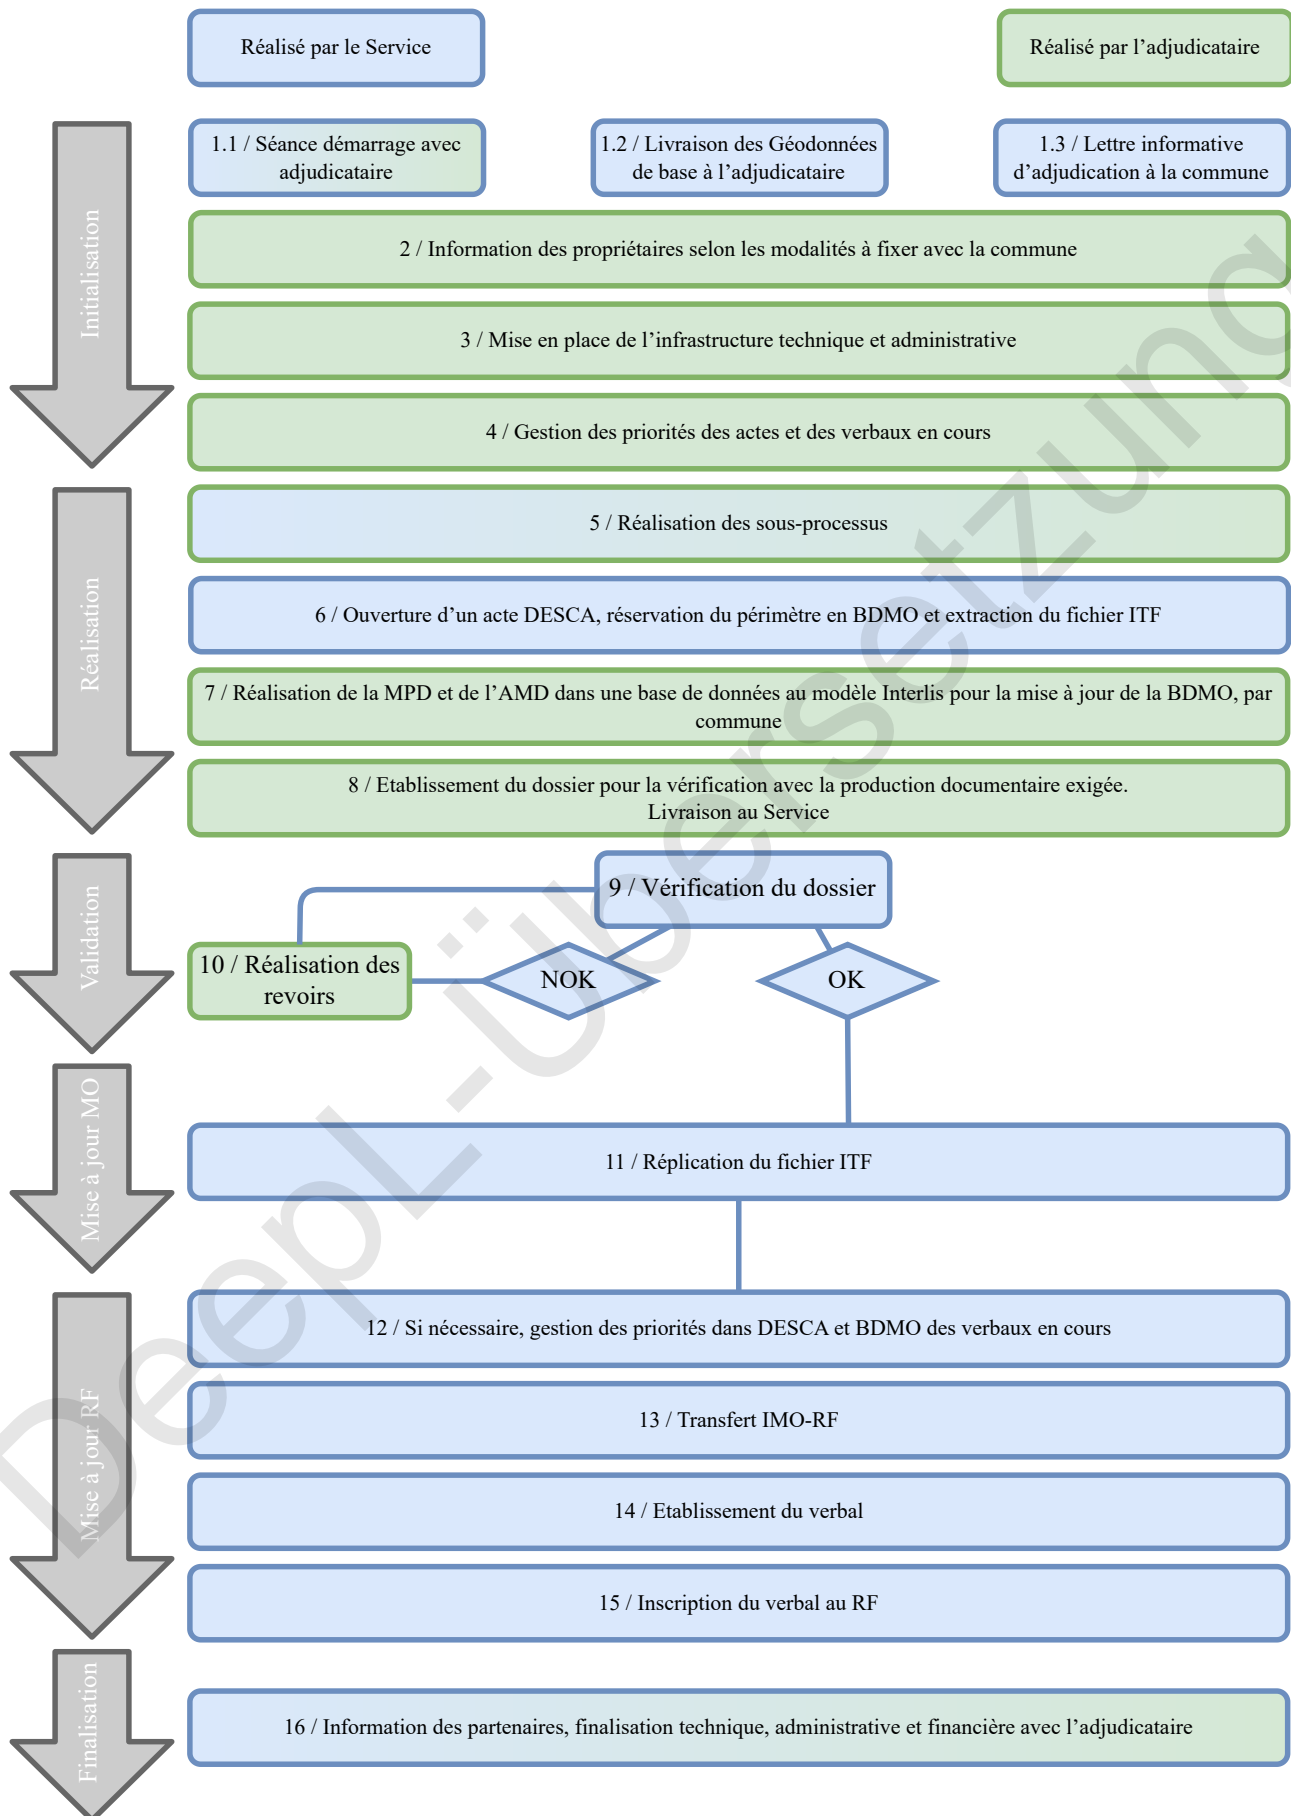 Réalisé par le Service
Réalisé par l’adjudicataire
Initialisation
1.1 / Séance démarrage avec
adjudicataire
1.2 / Livraison des Géodonnées
de base à l’adjudicataire
1.3 / Lettre informative
d’adjudication à la commune
2 / Information des propriétaires selon les modalités à fixer avec la commune
3 / Mise en place de l’infrastructure technique et administrative
4 / Gestion des priorités des actes et des verbaux en cours
Réalisation
5 / Réalisation des sous-processus
6 / Ouverture d’un acte DESCA, réservation du périmètre en BDMO et extraction du fichier ITF
7 / Réalisation de la MPD et de l’AMD dans une base de données au modèle Interlis pour la mise à jour de la BDMO, par
commune
8 / Etablissement du dossier pour la vérification avec la production documentaire exigée.
Livraison au Service
Validation
9 / Vérification du dossier
10 / Réalisation des
revoirs
NOK
OK
Mise à jour MO
11 / Réplication du fichier ITF
Mise à jour RF
12 / Si nécessaire, gestion des priorités dans DESCA et BDMO des verbaux en cours
13 / Transfert IMO-RF
14 / Etablissement du verbal
15 / Inscription du verbal au RF
Finalisation
16 / Information des partenaires, finalisation technique, administrative et financière avec l’adjudicataire
DeepL-Übersetzung